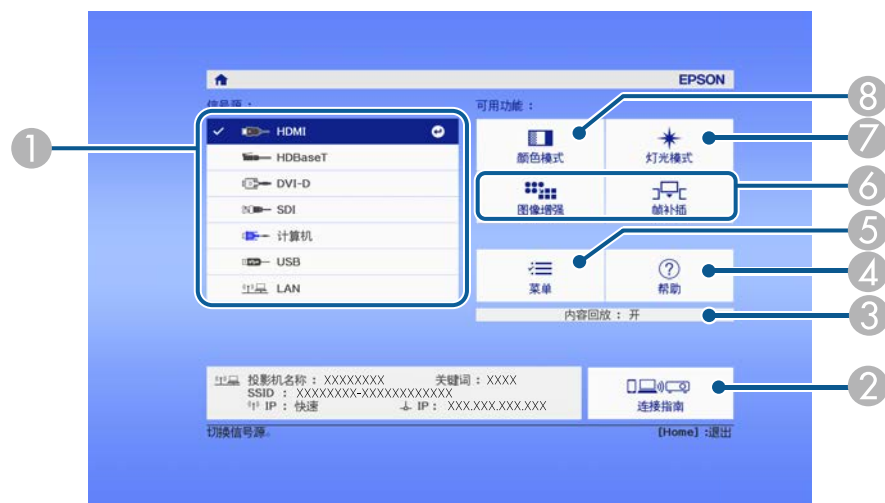 EPSON
信号源：
可用功能：
HDMI
HDBaseT
DVI-D
SDI
计算机
USB
LAN
颜色模式
灯光模式
图像增强
帧补插
菜单
帮助
内容回放：开
投影机名称：XXXXXXXX 关键词：XXXX
SSID：XXXXXXXX-XXXXXXXXXXXX
IP：快速 IP：XXX.XXX.XXX.XXX
连接指南
切换信号源。
[Home]:退出
1
8
7
6
5
4
3
2